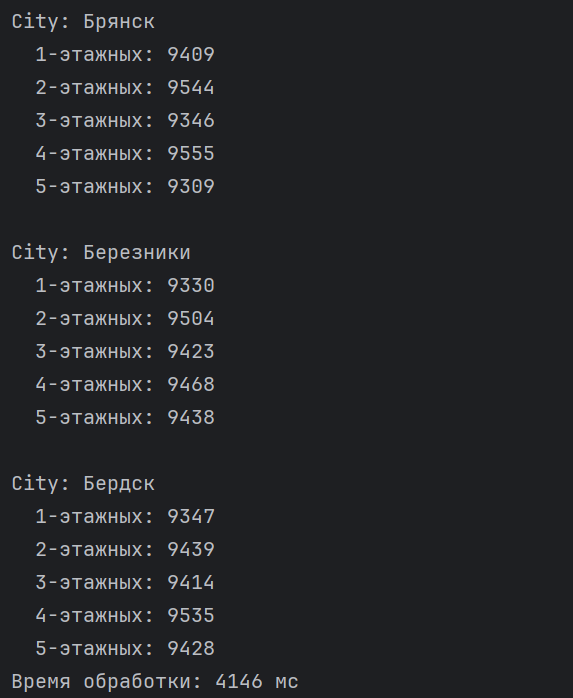 City: Брянск
1-этажных: 9409
2-этажных: 9544
3-этажных: 9346
4-этажных: 9555
5-этажных: 9309
City: Березники
1-этажных: 9330
2-этажных: 9504
3-этажных: 9423
4-этажных: 9468
5-этажных: 9438
City: Бердск
1-этажных: 9347
2-этажных: 9439
3-этажных: 9414
4-этажных: 9535
5-этажных: 9428
Время обработки: 4146 мс